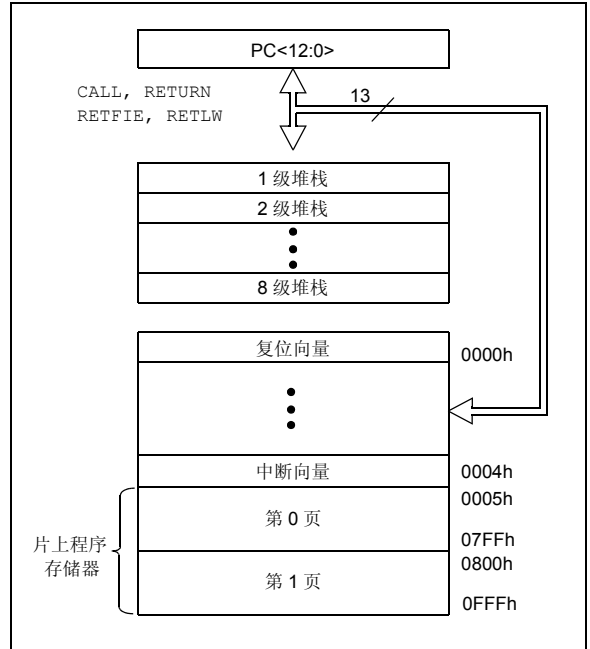 PC<12:0>
CALL, RETURN
RETFIE, RETLW
13
1 级堆栈
2 级堆栈
8 级堆栈
复位向量
0000h
中断向量
0004h
0005h
第 0 页
07FFh
片上程序
存储器
0800h
第 1 页
0FFFh